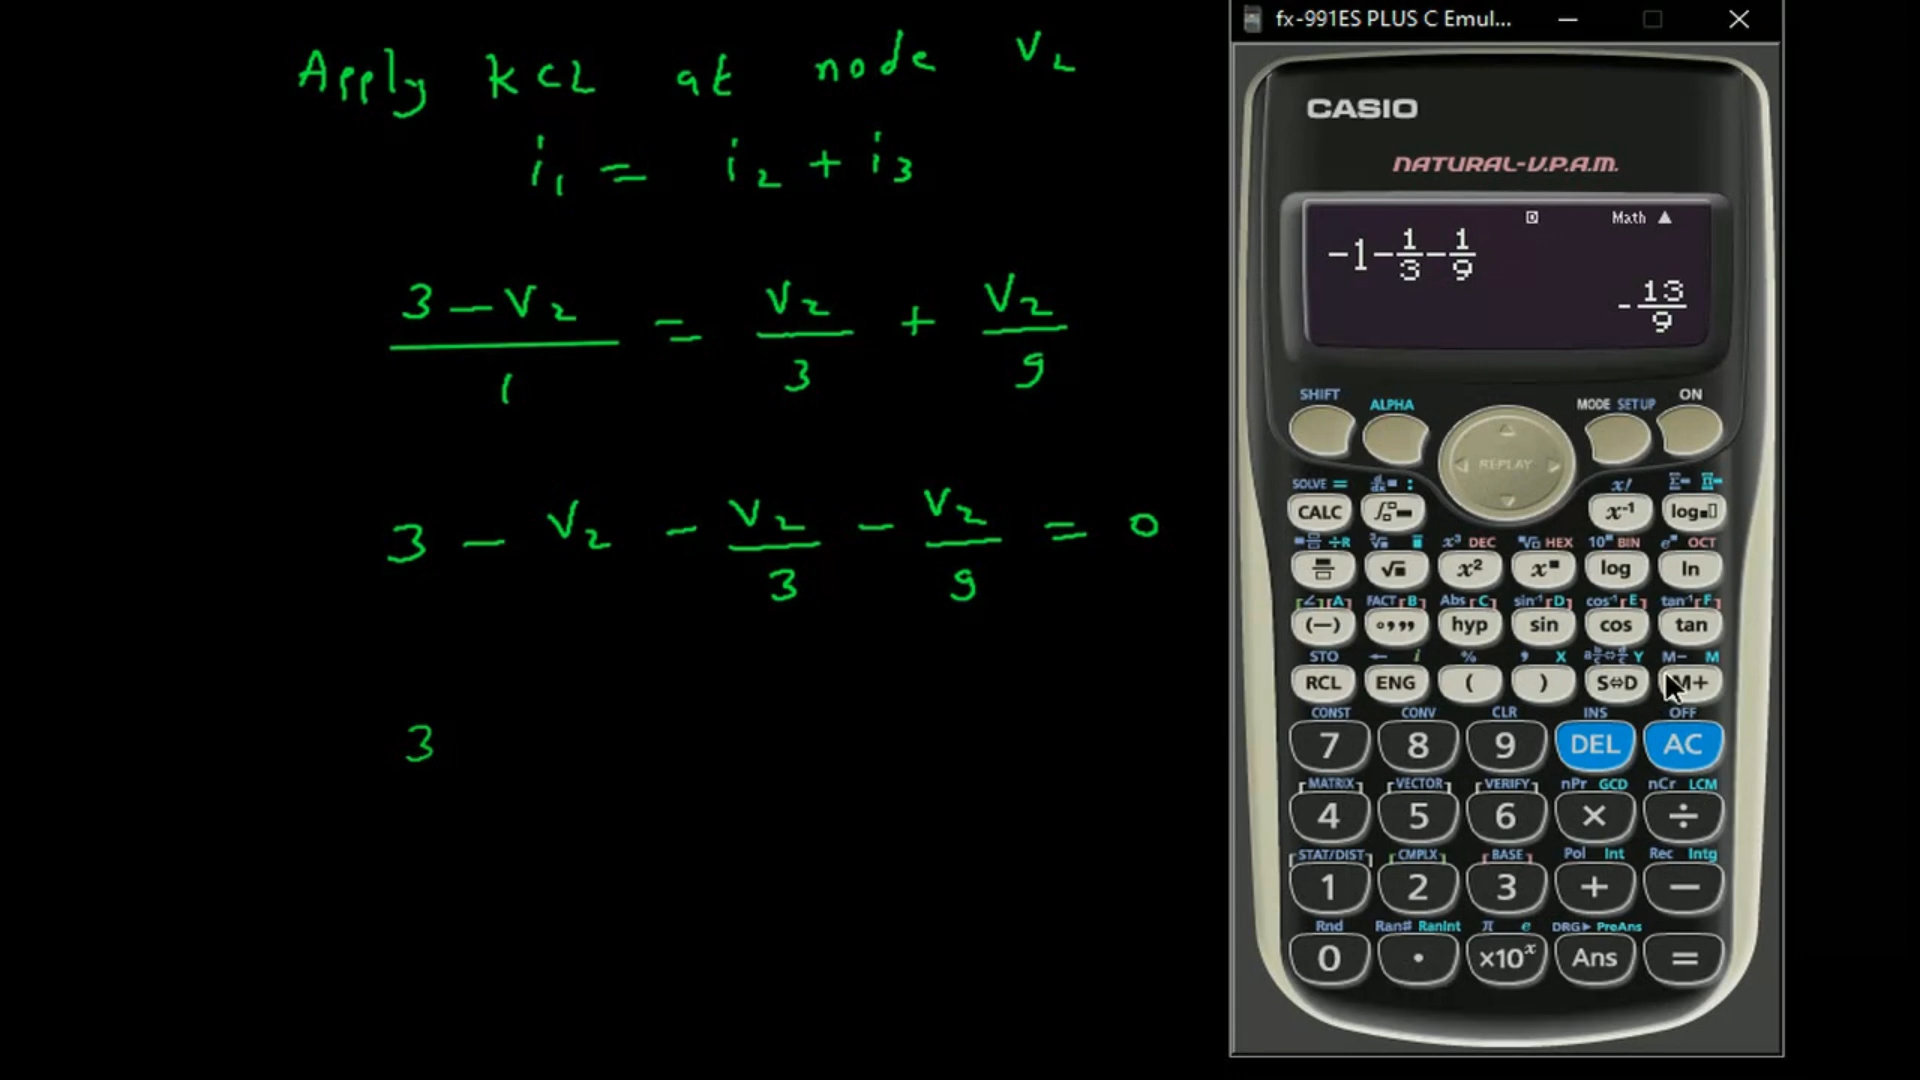 Apply KCL at node V₂
i₁ = i₂ + i₃
(3 − V₂)/1 = V₂/3 + V₂/9
3 − V₂ − V₂/3 − V₂/9 = 0
3
fx-991ES PLUS C Emul...
CASIO
NATURAL-V.P.A.M.
D Math ▲
−1−1/3−1/9
−13/9
SHIFT ALPHA MODE SETUP ON
REPLAY
SOLVE = d/dx= : x! Σ= Π=
CALC ∫ x⁻¹ log
÷R x³ DEC HEX 10 BIN e OCT
√ x² x log ln
∠ A FACT B Abs C sin⁻¹ D cos⁻¹ E tan⁻¹ F
(−) °,,, hyp sin cos tan
STO ← i % , X a b/c⇔d/c Y M− M
RCL ENG ( ) S⇔D M+
CONST CONV CLR INS OFF
7 8 9 DEL AC
MATRIX VECTOR VERIFY nPr GCD nCr LCM
4 5 6 × ÷
STAT/DIST CMPLX BASE Pol Int Rec Intg
1 2 3 + −
Rnd Ran# RanInt π e DRG▶ PreAns
0 . ×10ˣ Ans =